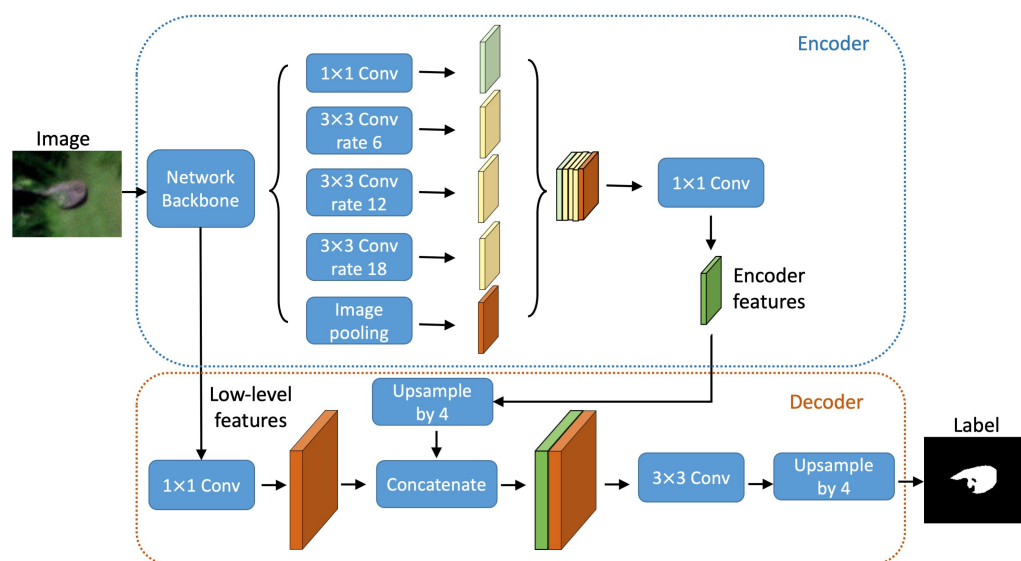 Encoder
Image
Network
Backbone
1×1 Conv
3×3 Conv
rate 6
3×3 Conv
rate 12
3×3 Conv
rate 18
Image
pooling
1×1 Conv
Encoder
features
Decoder
Low-level
features
Upsample
by 4
1×1 Conv
Concatenate
3×3 Conv
Upsample
by 4
Label